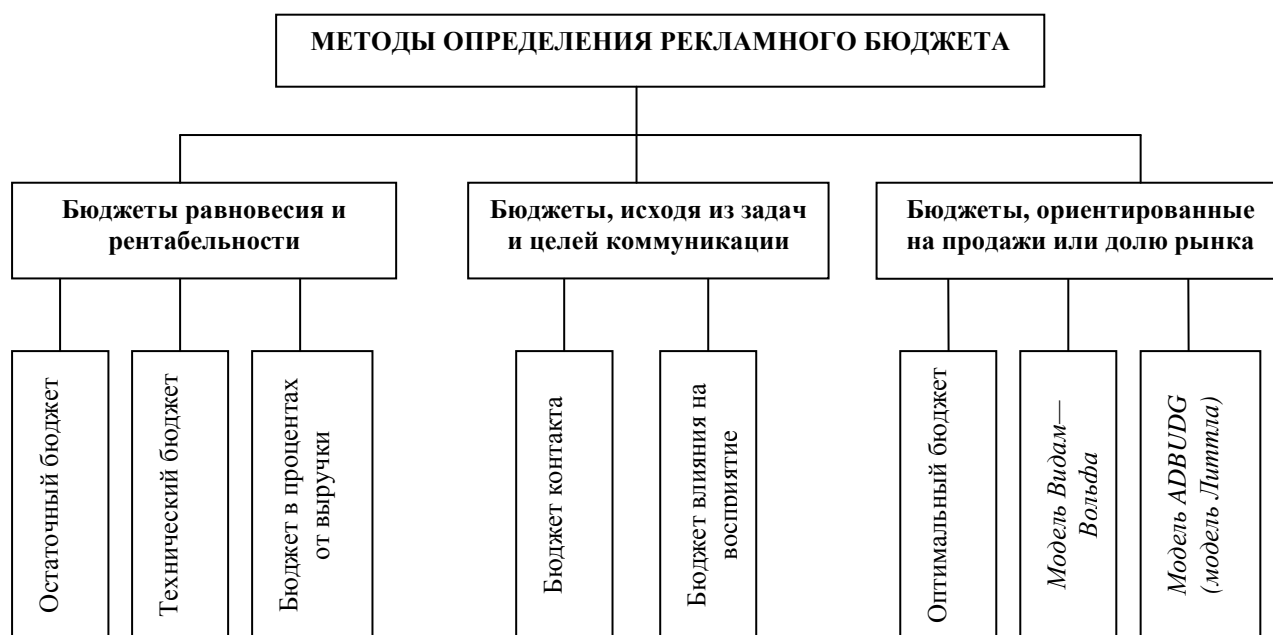 МЕТОДЫ ОПРЕДЕЛЕНИЯ РЕКЛАМНОГО БЮДЖЕТА
Бюджеты равновесия и
рентабельности
Бюджеты, исходя из задач
и целей коммуникации
Бюджеты, ориентированные
на продажи или долю рынка
Остаточный бюджет
Технический бюджет
Бюджет в процентах
от выручки
Бюджет контакта
Бюджет влияния на
восприятие
Оптимальный бюджет
Модель Видам—
Вольфа
Модель ADBUDG
(модель Литтла)